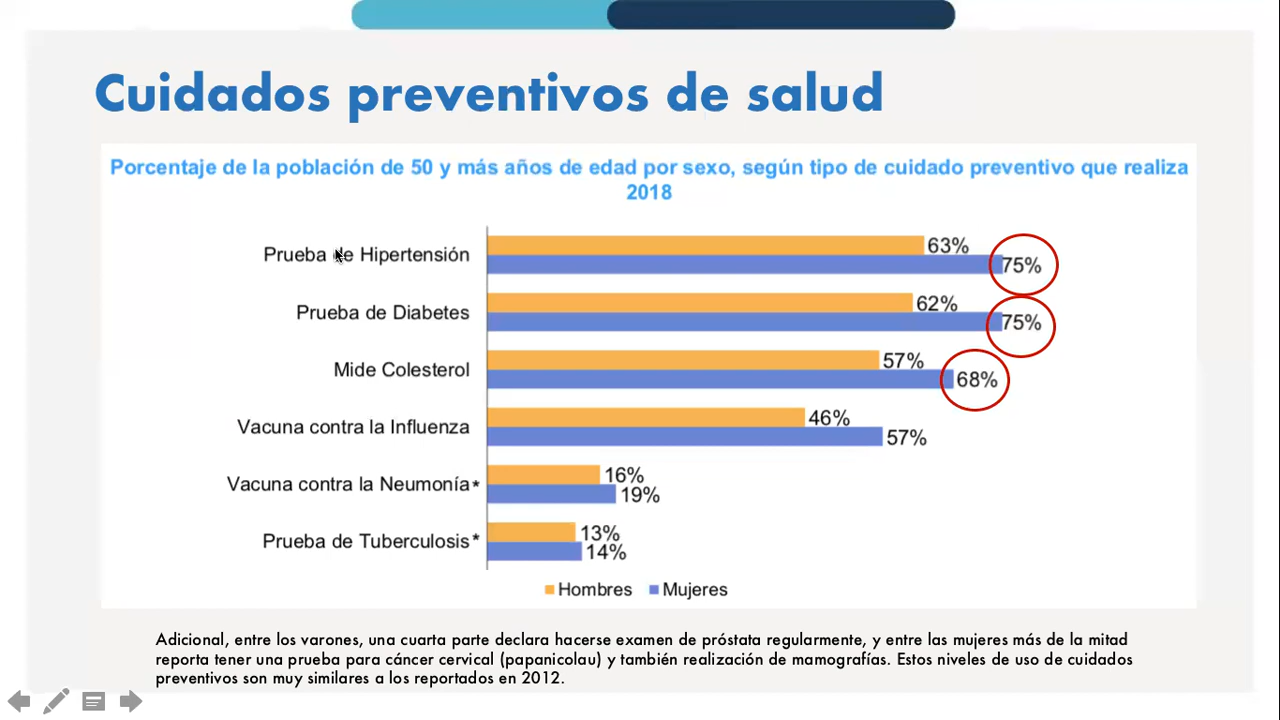 Cuidados preventivos de salud
Porcentaje de la población de 50 y más años de edad por sexo, según tipo de cuidado preventivo que realiza
2018
Prueba de Hipertensión
63%
75%
Prueba de Diabetes
62%
75%
Mide Colesterol
57%
68%
Vacuna contra la Influenza
46%
57%
Vacuna contra la Neumonía*
16%
19%
Prueba de Tuberculosis*
13%
14%
Hombres Mujeres
Adicional, entre los varones, una cuarta parte declara hacerse examen de próstata regularmente, y entre las mujeres más de la mitad
reporta tener una prueba para cáncer cervical (papanicolau) y también realización de mamografías. Estos niveles de uso de cuidados
preventivos son muy similares a los reportados en 2012.